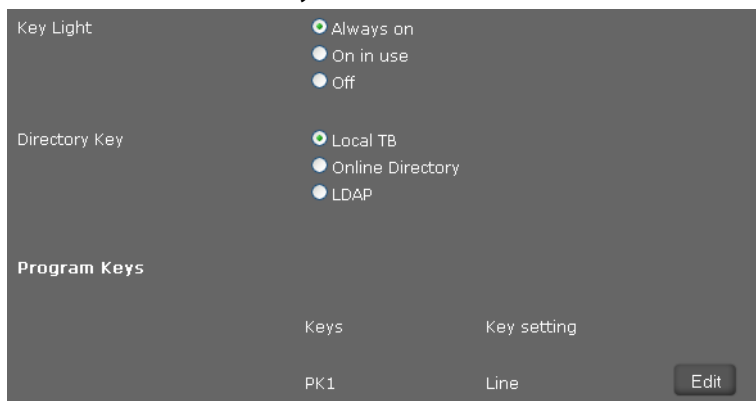 Key Light Always on
On in use
Off
Directory Key Local TB
Online Directory
LDAP
Program Keys
Keys Key setting
PK1 Line Edit